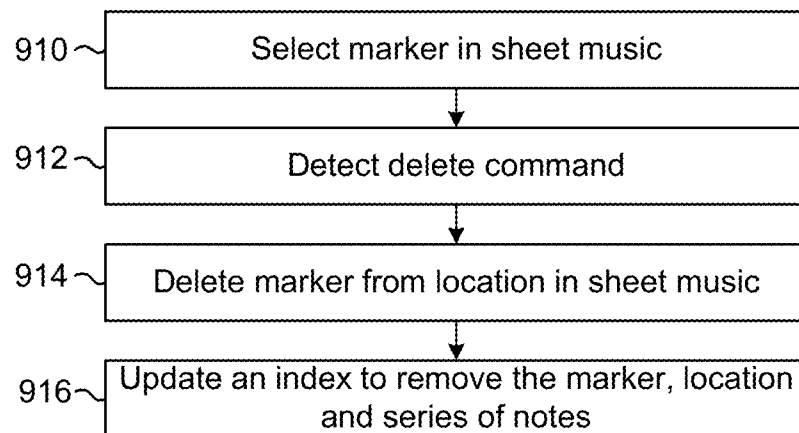 910 Select marker in sheet music
912 Detect delete command
914 Delete marker from location in sheet music
916 Update an index to remove the marker, location
and series of notes